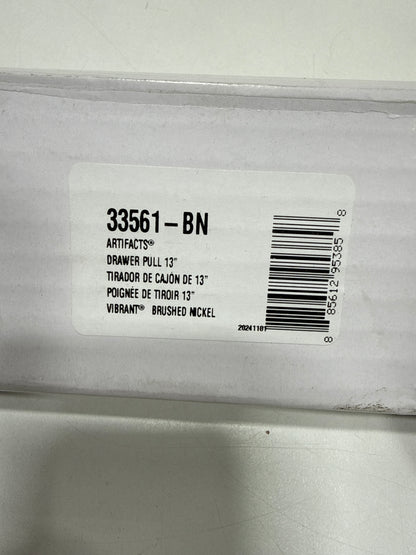 33561-BN
ARTIFACTS®
DRAWER PULL 13"
TIRADOR DE CAJÓN DE 13"
POIGNÉE DE TIROIR 13"
VIBRANT® BRUSHED NICKEL
20241101
8 85612 95385 8